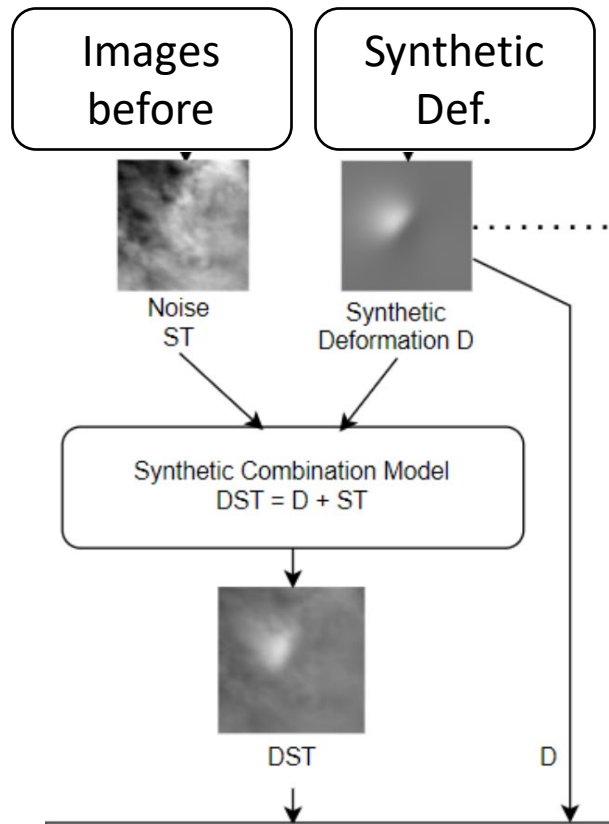 Images
before
Synthetic
Def.
Noise
ST
Synthetic
Deformation D
Synthetic Combination Model
DST = D + ST
DST
D